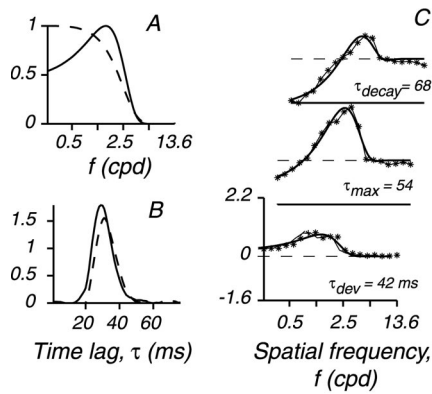 A
1
0.5
0
0.5 2.5 13.6
f (cpd)
B
1.5
1
0.5
0
20 40 60
Time lag, τ (ms)
C
τdecay= 68
τmax = 54
2.2
0
-1.6
τdev = 42 ms
0.5 2.5 13.6
Spatial frequency,
f (cpd)